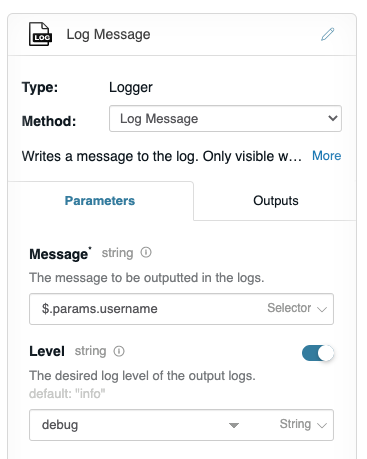 LOG
Log Message
Type: Logger
Method: Log Message
Writes a message to the log. Only visible w... More
Parameters Outputs
Message* string
The message to be outputted in the logs.
$.params.username Selector
Level string
The desired log level of the output logs.
default: "info"
debug String